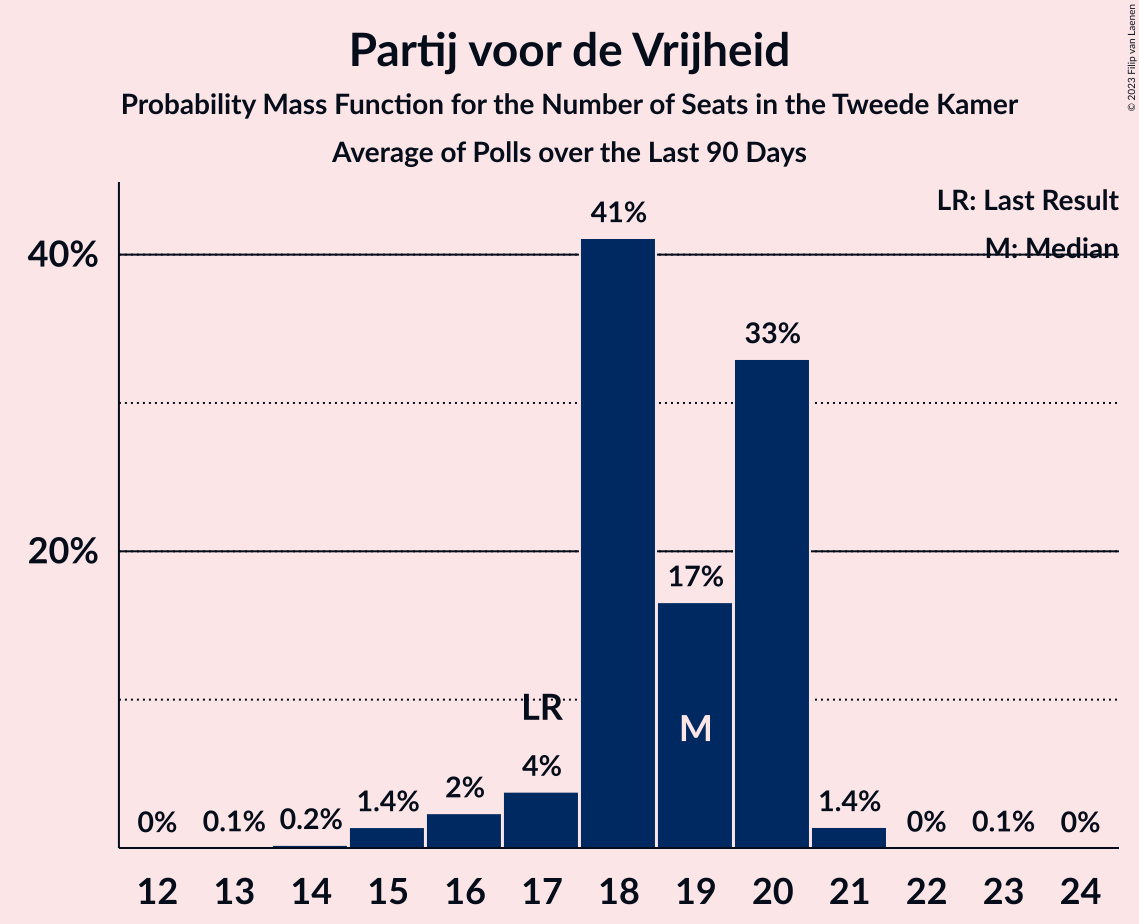 Partij voor de Vrijheid
Probability Mass Function for the Number of Seats in the Tweede Kamer
Average of Polls over the Last 90 Days
© 2023 Filip van Laenen
LR: Last Result
M: Median
40%
20%
0%
0.1%
0.2%
1.4%
2%
4%
41%
17%
33%
1.4%
0%
0.1%
0%
LR
M
12 13 14 15 16 17 18 19 20 21 22 23 24